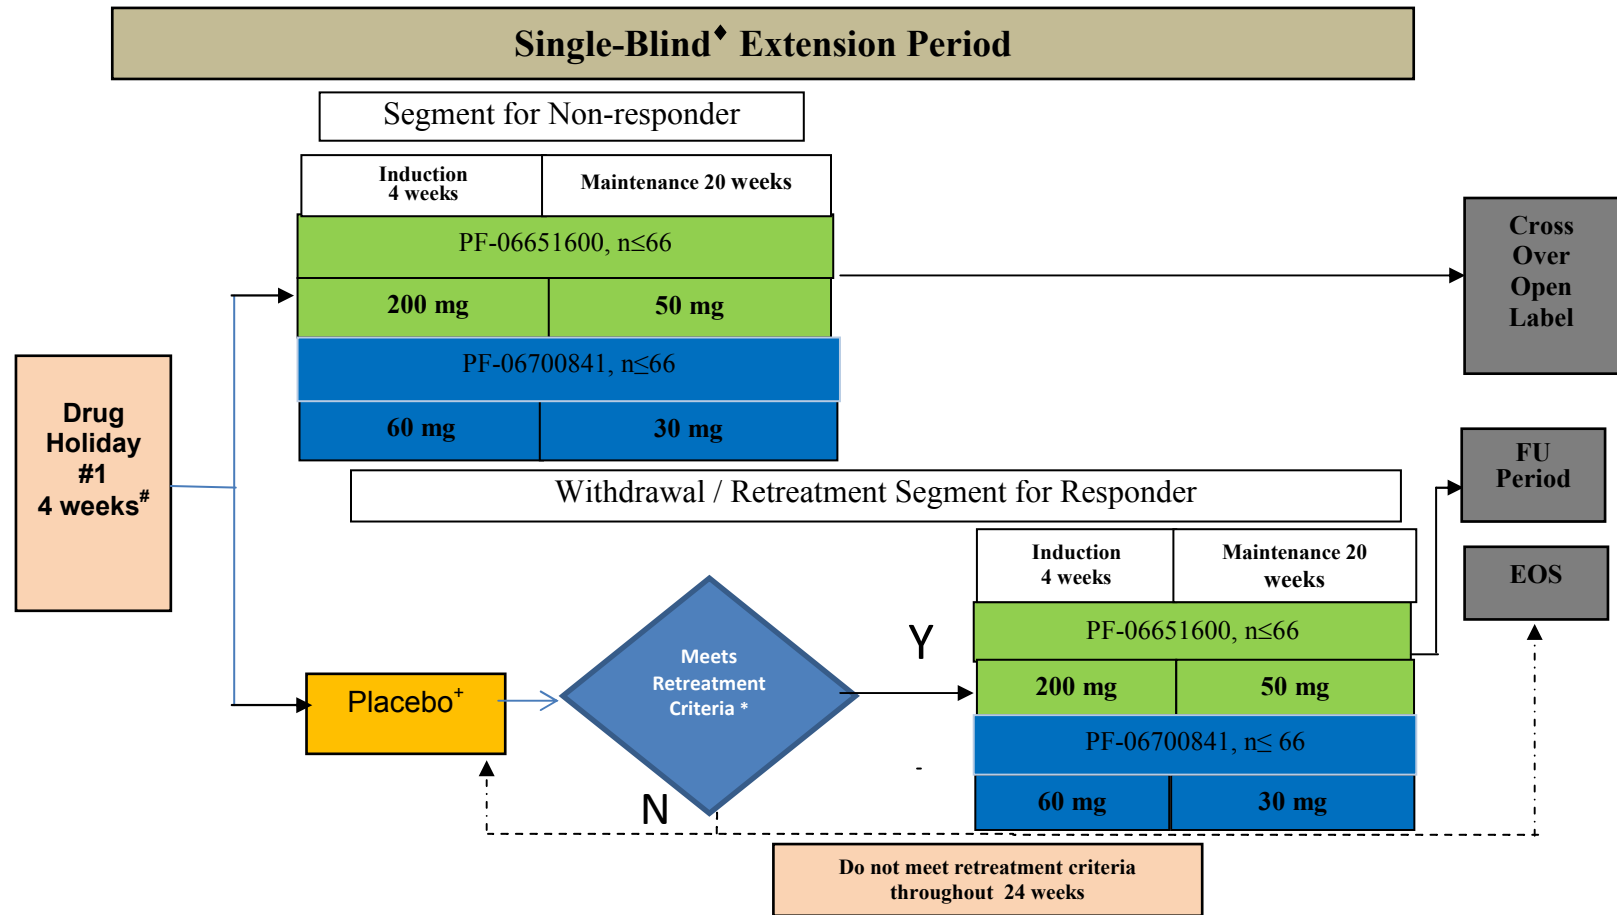 Single-Blind♦ Extension Period
Segment for Non-responder
Induction
4 weeks
Maintenance 20 weeks
PF-06651600, n≤66
200 mg
50 mg
PF-06700841, n≤66
60 mg
30 mg
Cross
Over
Open
Label
Drug
Holiday
#1
4 weeks#
Withdrawal / Retreatment Segment for Responder
FU
Period
EOS
Induction
4 weeks
Maintenance 20
weeks
PF-06651600, n≤66
200 mg
50 mg
PF-06700841, n≤ 66
60 mg
30 mg
Placebo+
Meets
Retreatment
Criteria *
Y
-
N
Do not meet retreatment criteria
throughout 24 weeks